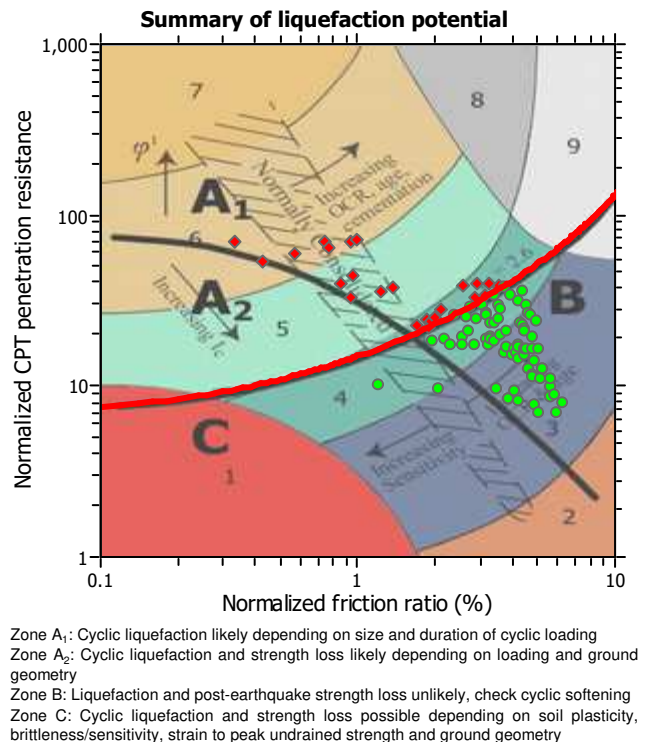 Summary of liquefaction potential
Normalized CPT penetration resistance
1,000
100
10
1
7
8
9
φ'
A1
Normally
Consolidated
Increasing
OCR, age,
cementation
6
A2
Increasing Ic
5
2.6
B
4
C
1
Increasing
Sensitivity
3
2
0.1
1
10
Normalized friction ratio (%)
Zone A1: Cyclic liquefaction likely depending on size and duration of cyclic loading
Zone A2: Cyclic liquefaction and strength loss likely depending on loading and ground
geometry
Zone B: Liquefaction and post-earthquake strength loss unlikely, check cyclic softening
Zone C: Cyclic liquefaction and strength loss possible depending on soil plasticity,
brittleness/sensitivity, strain to peak undrained strength and ground geometry